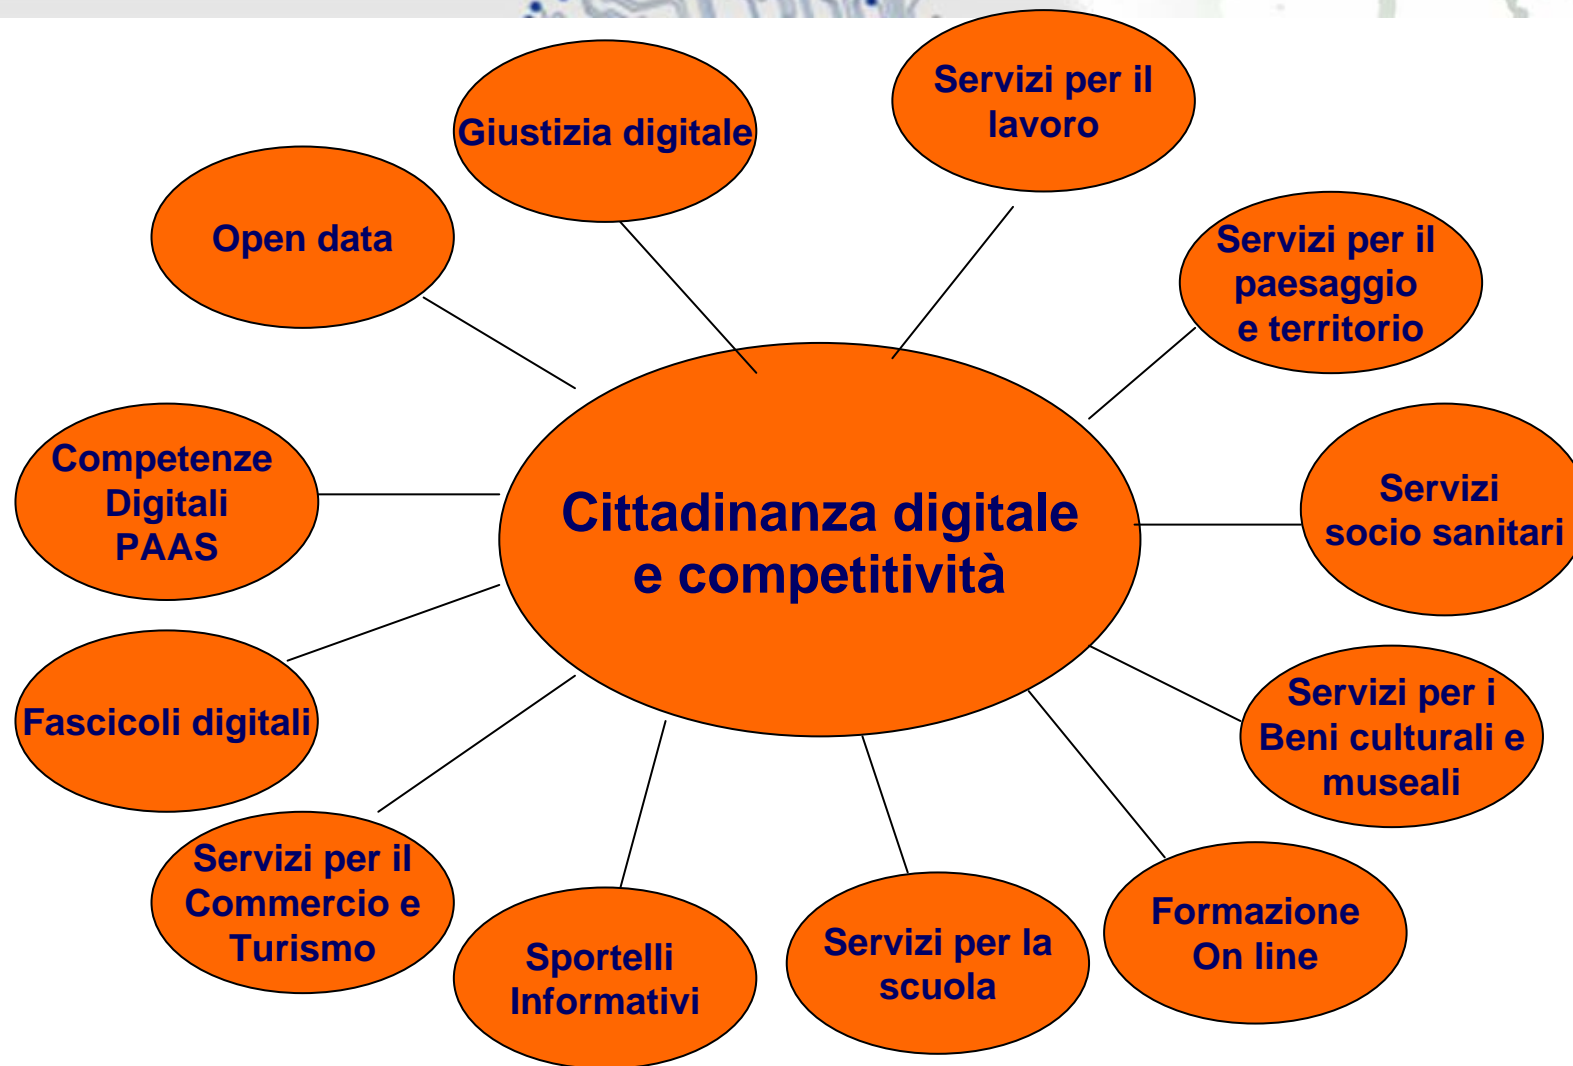 Servizi per il
lavoro
Giustizia digitale
Open data
Servizi per il
paesaggio
e territorio
Competenze
Digitali
PAAS
Cittadinanza digitale
e competitività
Servizi
socio sanitari
Fascicoli digitali
Servizi per i
Beni culturali e
museali
Servizi per il
Commercio e
Turismo
Sportelli
Informativi
Servizi per la
scuola
Formazione
On line